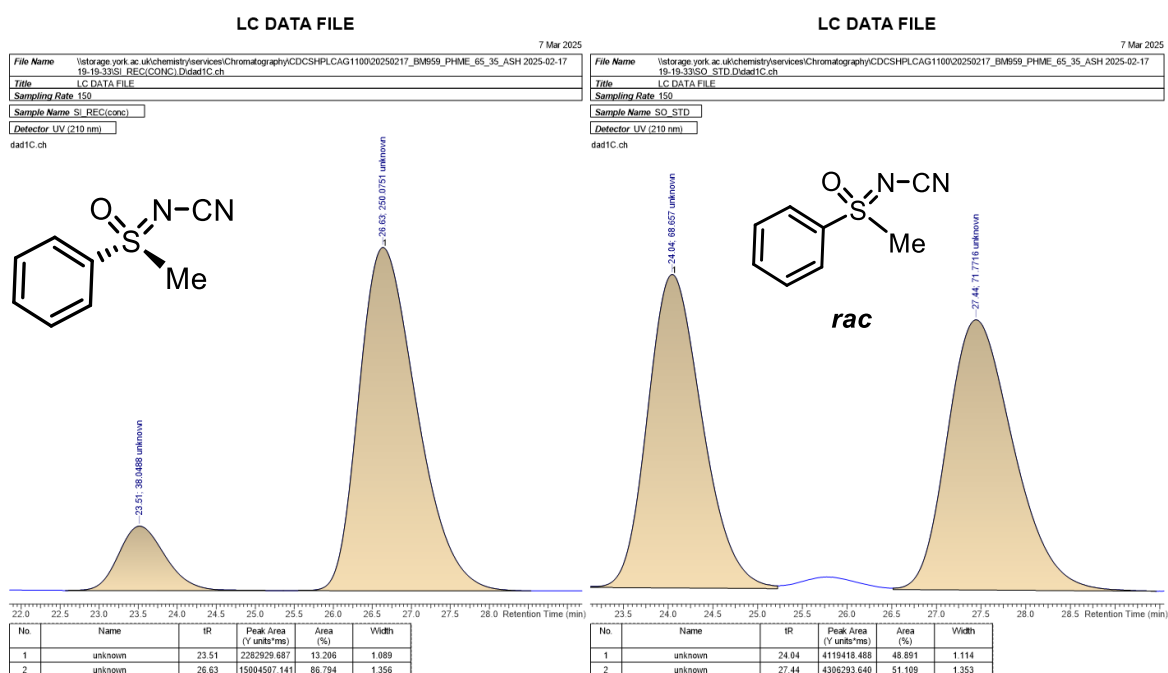 LC DATA FILE
7 Mar 2025
File Name \\storage.york.ac.uk\chemistry\services\Chromatography\CDCSHPLCAG1100\20250217_BM959_PHME_65_35_ASH 2025-02-17
19-19-33\SI_REC(CONC).D\dad1C.ch
Title LC DATA FILE
Sampling Rate 150
Sample Name SI_REC(conc)
Detector UV (210 nm)
dad1C.ch
23.51; 38.0488 unknown
26.63; 250.0751 unknown
O
N-CN
S
Me
22.0 23.0 23.5 24.0 24.5 25.0 25.5 26.0 26.5 27.0 27.5 28.0 Retention Time (min)
No. Name tR Peak Area Area Width
(Y units*ms) (%)
1 unknown 23.51 2282929.687 13.206 1.089
2 unknown 26.63 15004507.141 86.794 1.356
LC DATA FILE
7 Mar 2025
File Name \\storage.york.ac.uk\chemistry\services\Chromatography\CDCSHPLCAG1100\20250217_BM959_PHME_65_35_ASH 2025-02-17
19-19-33\SO_STD.D\dad1C.ch
Title LC DATA FILE
Sampling Rate 150
Sample Name SO_STD
Detector UV (210 nm)
dad1C.ch
24.04; 68.657 unknown
27.44; 71.7716 unknown
O
N-CN
S
Me
rac
23.5 24.0 24.5 25.0 25.5 26.0 26.5 27.0 27.5 28.0 28.5 Retention Time (min)
No. Name tR Peak Area Area Width
(Y units*ms) (%)
1 unknown 24.04 4119418.488 48.891 1.114
2 unknown 27.44 4306293.640 51.109 1.353